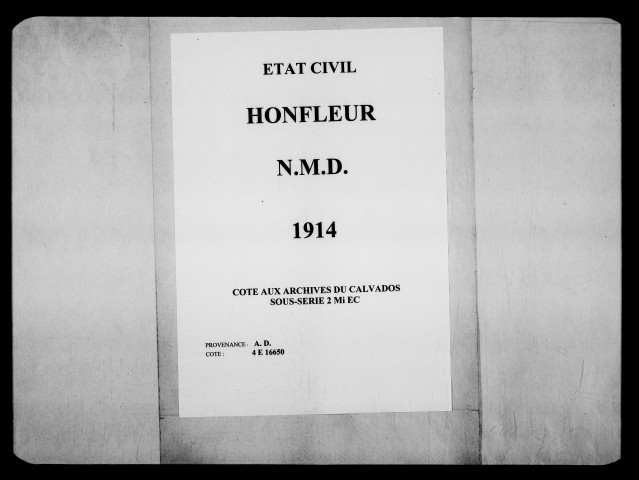 ETAT CIVIL
HONFLEUR
N.M.D.
1914
COTE AUX ARCHIVES DU CALVADOS
SOUS-SERIE 2 Mi EC
PROVENANCE : A. D.
COTE : 4 E 16650